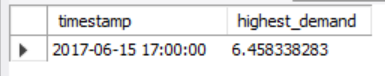 timestamp highest_demand
2017-06-15 17:00:00 6.458338283